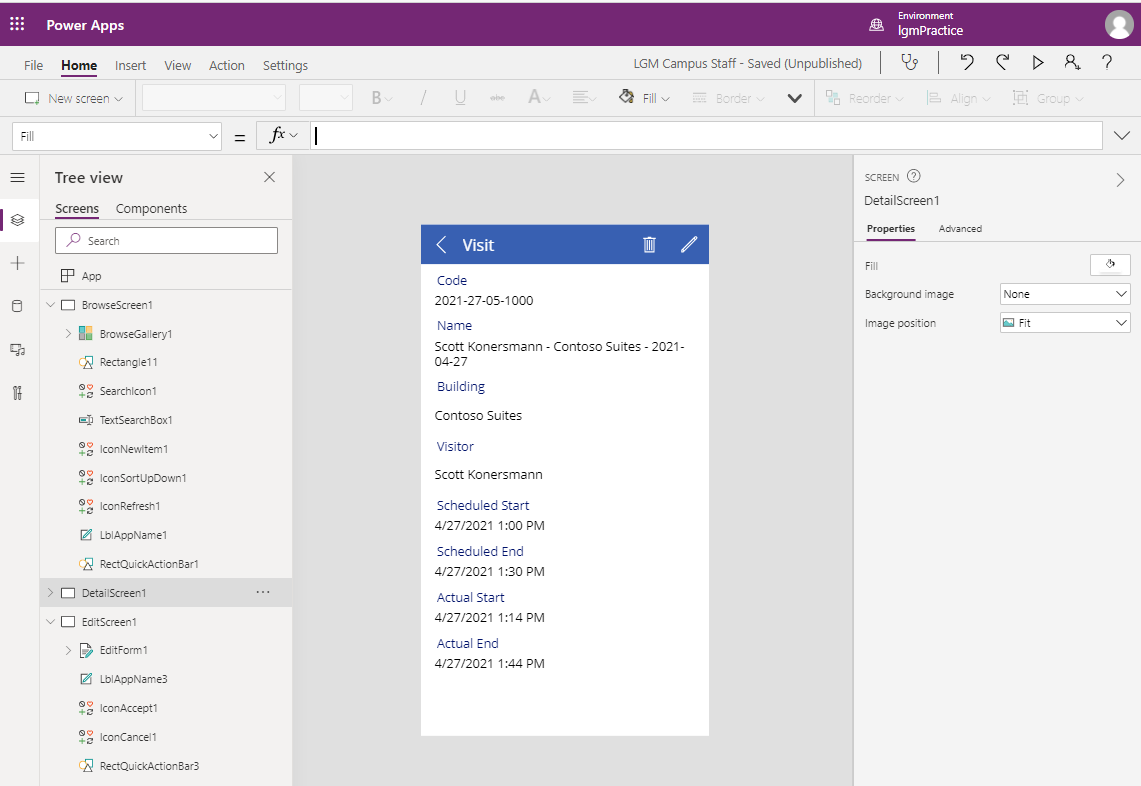 Power Apps
Environment
lgmPractice
File Home Insert View Action Settings
LGM Campus Staff - Saved (Unpublished)
New screen
B / U abc A Fill Border Reorder Align Group
Fill = fx
Tree view
Screens Components
Search
App
BrowseScreen1
BrowseGallery1
Rectangle11
SearchIcon1
TextSearchBox1
IconNewItem1
IconSortUpDown1
IconRefresh1
LblAppName1
RectQuickActionBar1
DetailScreen1 ...
EditScreen1
EditForm1
LblAppName3
IconAccept1
IconCancel1
RectQuickActionBar3
Visit
Code
2021-27-05-1000
Name
Scott Konersmann - Contoso Suites - 2021-
04-27
Building
Contoso Suites
Visitor
Scott Konersmann
Scheduled Start
4/27/2021 1:00 PM
Scheduled End
4/27/2021 1:30 PM
Actual Start
4/27/2021 1:14 PM
Actual End
4/27/2021 1:44 PM
SCREEN ?
DetailScreen1
Properties Advanced
Fill
Background image None
Image position Fit